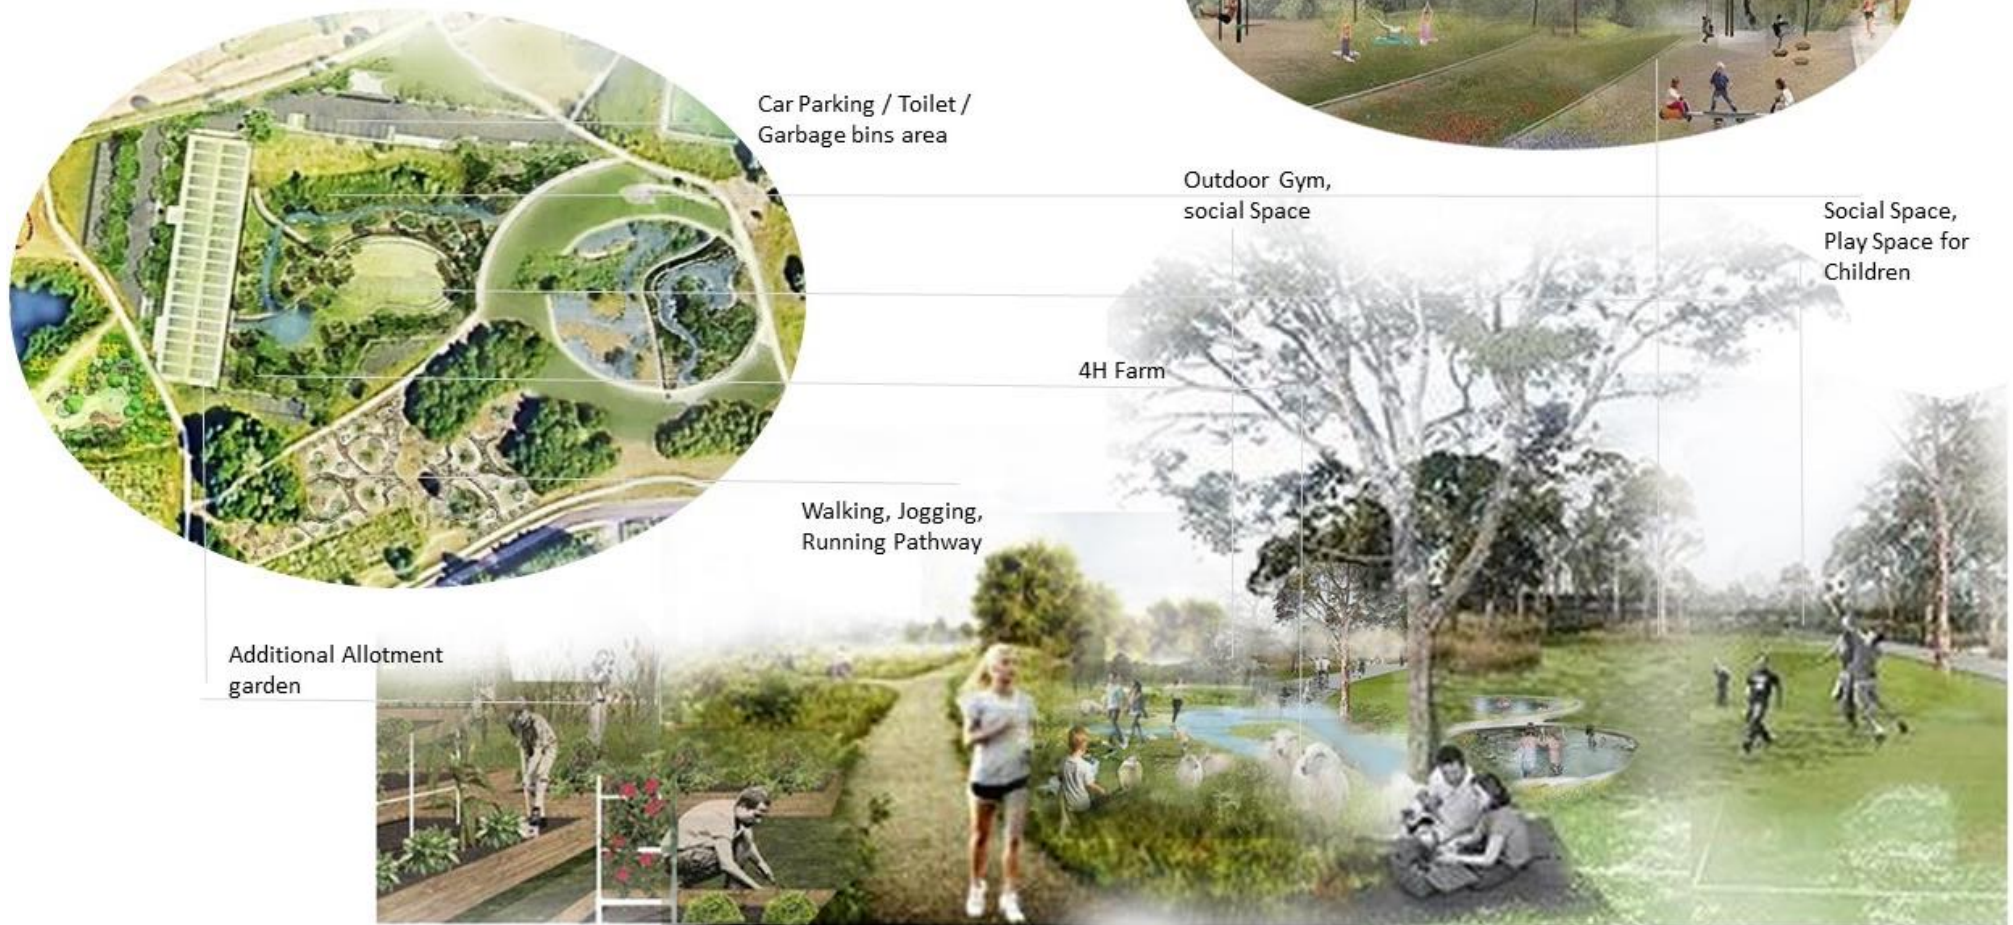 Car Parking / Toilet /
Garbage bins area
Outdoor Gym,
social Space
Social Space,
Play Space for
Children
4H Farm
Walking, Jogging,
Running Pathway
Additional Allotment
garden